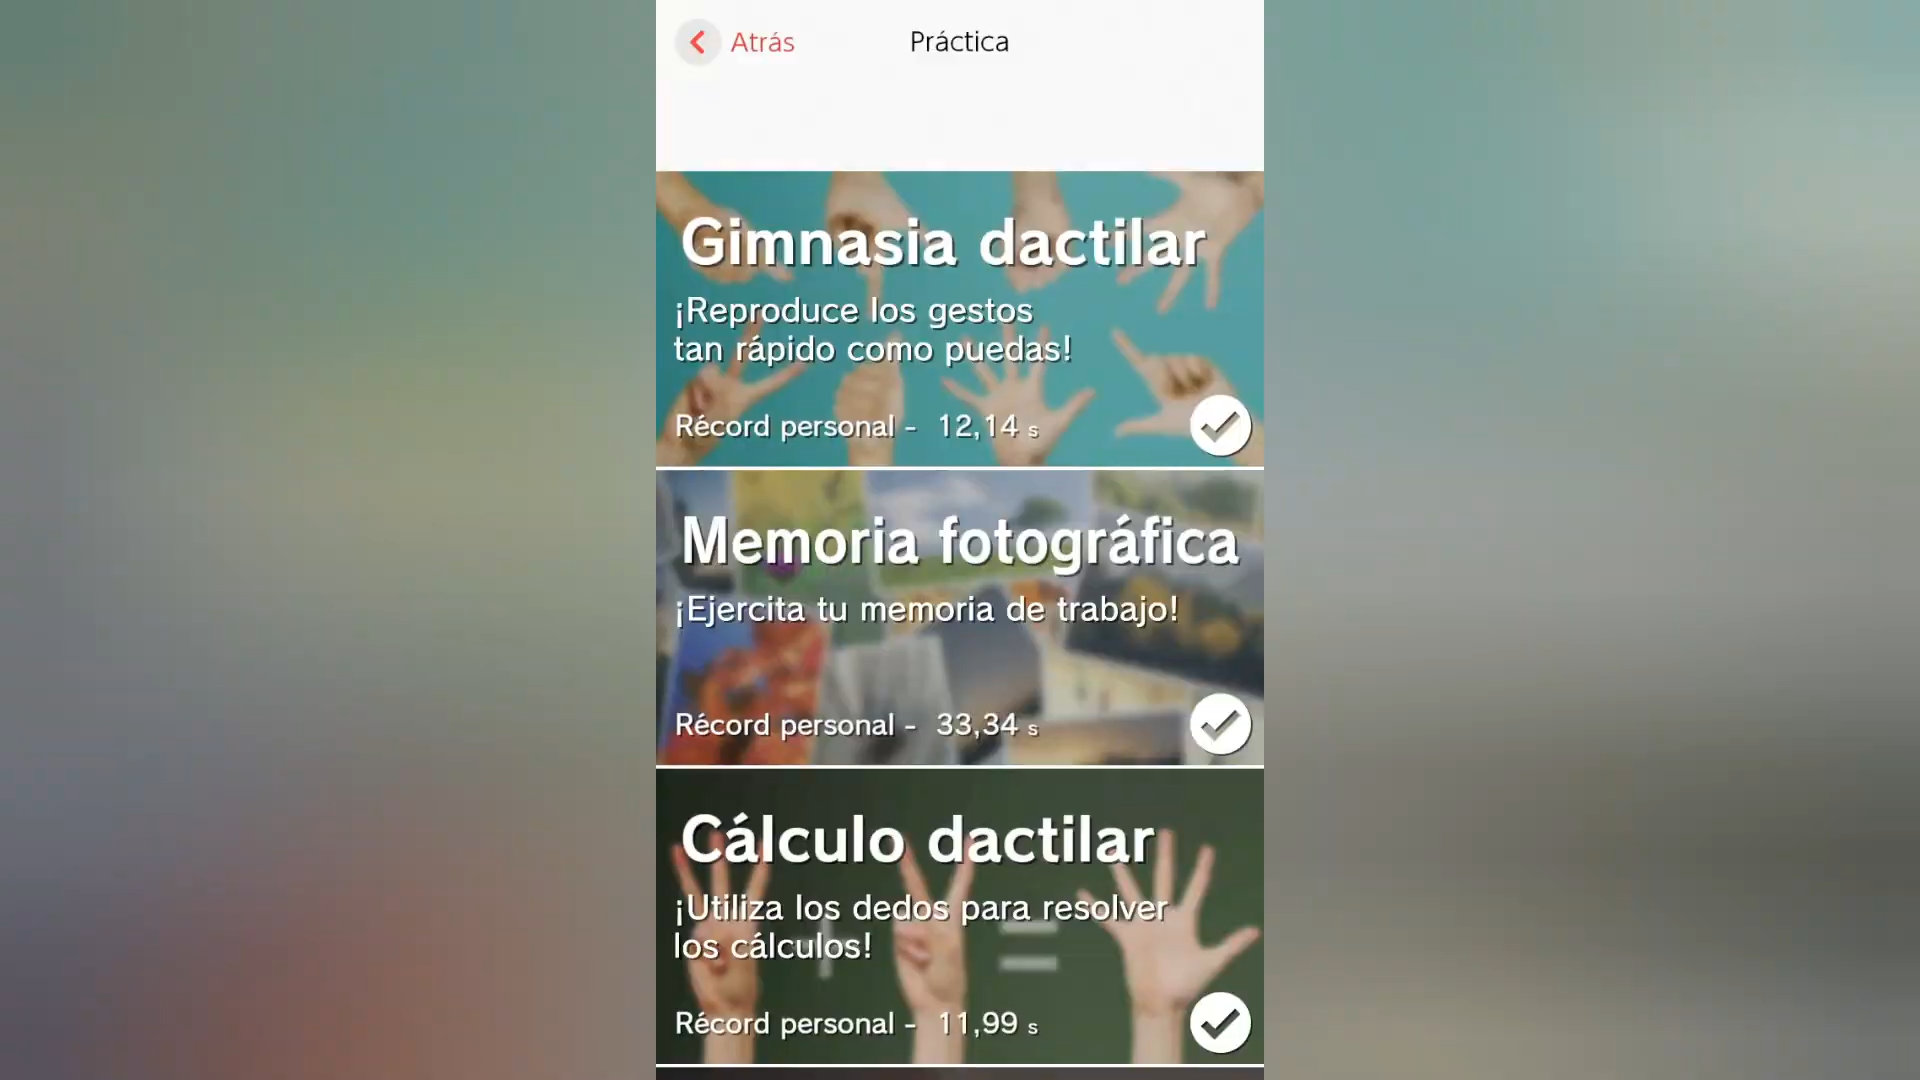 Atrás
Práctica
Gimnasia dactilar
¡Reproduce los gestos
tan rápido como puedas!
Récord personal - 12,14 s
Memoria fotográfica
¡Ejercita tu memoria de trabajo!
Récord personal - 33,34 s
Cálculo dactilar
¡Utiliza los dedos para resolver
los cálculos!
Récord personal - 11,99 s